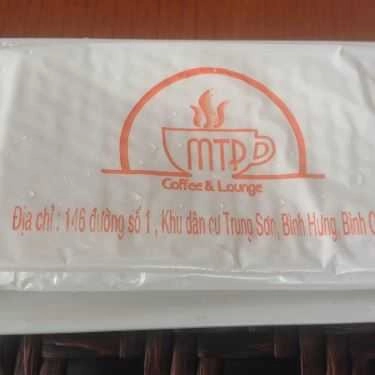 MTP
Coffee & Lounge
Địa chỉ : 146 đường số 1 , Khu dân cư Trung Sơn, Bình Hưng, Bình